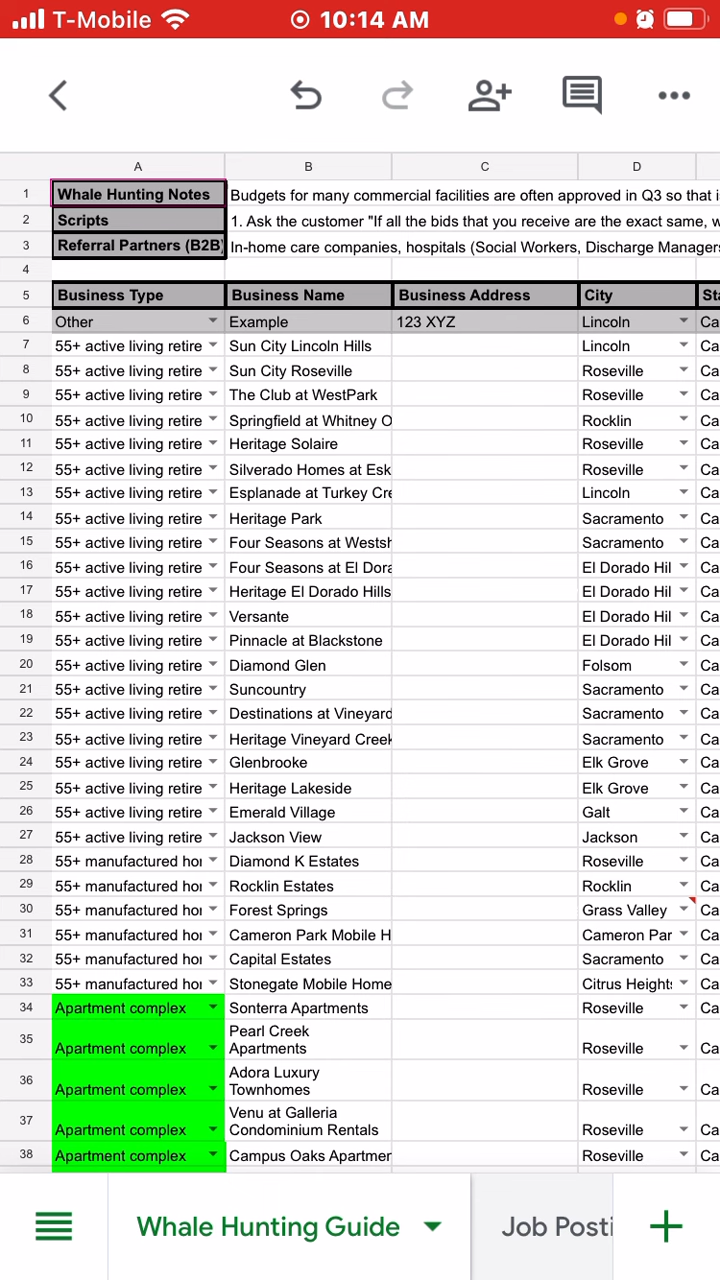 T-Mobile 10:14 AM
A B C D
1 Whale Hunting Notes Budgets for many commercial facilities are often approved in Q3 so that i
2 Scripts 1. Ask the customer "If all the bids that you receive are the exact same, w
3 Referral Partners (B2B) In-home care companies, hospitals (Social Workers, Discharge Managers
4
5 Business Type Business Name Business Address City Sta
6 Other Example 123 XYZ Lincoln Ca
7 55+ active living retire Sun City Lincoln Hills Lincoln Ca
8 55+ active living retire Sun City Roseville Roseville Ca
9 55+ active living retire The Club at WestPark Roseville Ca
10 55+ active living retire Springfield at Whitney O Rocklin Ca
11 55+ active living retire Heritage Solaire Roseville Ca
12 55+ active living retire Silverado Homes at Esk Roseville Ca
13 55+ active living retire Esplanade at Turkey Cre Lincoln Ca
14 55+ active living retire Heritage Park Sacramento Ca
15 55+ active living retire Four Seasons at Westsh Sacramento Ca
16 55+ active living retire Four Seasons at El Dora El Dorado Hil Ca
17 55+ active living retire Heritage El Dorado Hills El Dorado Hil Ca
18 55+ active living retire Versante El Dorado Hil Ca
19 55+ active living retire Pinnacle at Blackstone El Dorado Hil Ca
20 55+ active living retire Diamond Glen Folsom Ca
21 55+ active living retire Suncountry Sacramento Ca
22 55+ active living retire Destinations at Vineyard Sacramento Ca
23 55+ active living retire Heritage Vineyard Creek Sacramento Ca
24 55+ active living retire Glenbrooke Elk Grove Ca
25 55+ active living retire Heritage Lakeside Elk Grove Ca
26 55+ active living retire Emerald Village Galt Ca
27 55+ active living retire Jackson View Jackson Ca
28 55+ manufactured hor Diamond K Estates Roseville Ca
29 55+ manufactured hor Rocklin Estates Rocklin Ca
30 55+ manufactured hor Forest Springs Grass Valley Ca
31 55+ manufactured hor Cameron Park Mobile H Cameron Par Ca
32 55+ manufactured hor Capital Estates Sacramento Ca
33 55+ manufactured hor Stonegate Mobile Home Citrus Heights Ca
34 Apartment complex Sonterra Apartments Roseville Ca
35 Pearl Creek
Apartment complex Apartments Roseville Ca
36 Adora Luxury
Apartment complex Townhomes Roseville Ca
37 Venu at Galleria
Apartment complex Condominium Rentals Roseville Ca
38 Apartment complex Campus Oaks Apartmen Roseville Ca
Whale Hunting Guide Job Posti